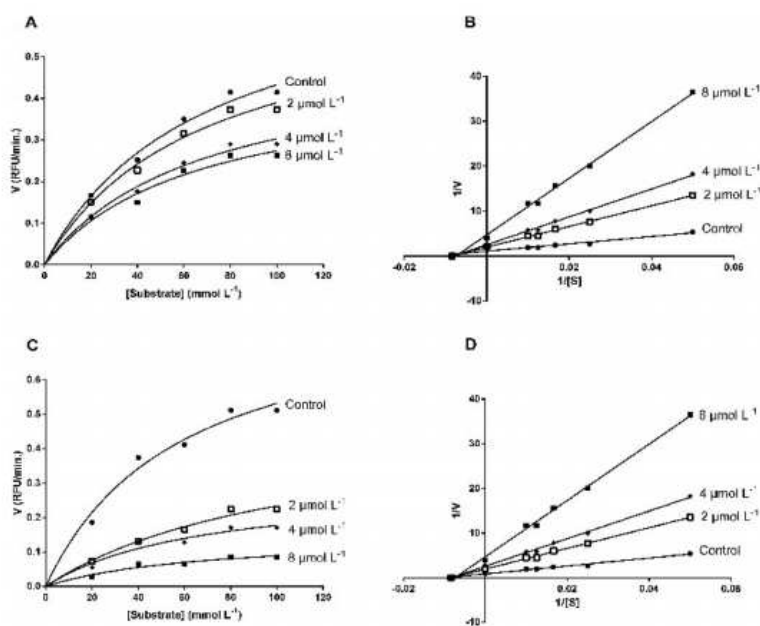 A
V (RFU/min.)
0.5
0.4
0.3
0.2
0.1
0.0
0 20 40 60 80 100 120
[Substrate] (mmol L⁻¹)
Control
2 µmol L⁻¹
4 µmol L⁻¹
8 µmol L⁻¹
B
1/V
40
30
20
10
-10
-0.02 0.02 0.04 0.06
1/[S]
8 µmol L⁻¹
4 µmol L⁻¹
2 µmol L⁻¹
Control
C
V (RFU/min.)
0.6
0.5
0.4
0.3
0.2
0.1
0.0
0 20 40 60 80 100 120
[Substrate] (mmol L⁻¹)
Control
2 µmol L⁻¹
4 µmol L⁻¹
8 µmol L⁻¹
D
1/V
40
30
20
10
-10
-0.02 0.02 0.04 0.06
1/[S]
8 µmol L⁻¹
4 µmol L⁻¹
2 µmol L⁻¹
Control